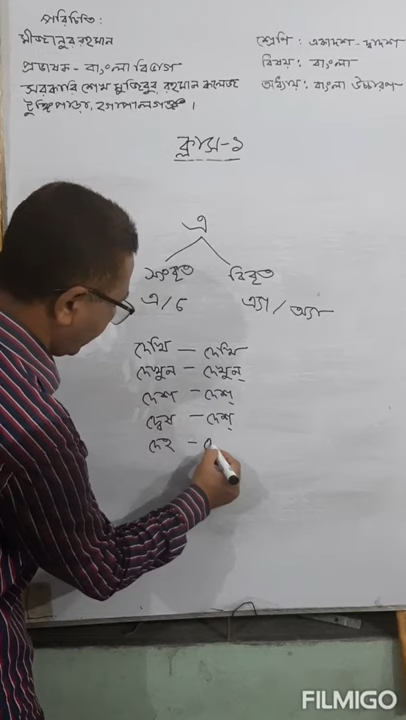 পরিচিতি:
মীজানুর রহমান
প্রভাষক - বাংলা বিভাগ
সরকারি শেখ মুজিবুর রহমান কলেজ
টুঙ্গিপাড়া, গোপালগঞ্জ।
শ্রেণি: একাদশ - দ্বাদশ
বিষয়: বাংলা
অধ্যায়: বাংলা উচ্চারণ
ক্লাস-১
এ
সংবৃত বিবৃত
এ/ে এ্যা/অ্যা
দেখি – দেখি
দেখুন – দেখুন্
দেশ – দেশ্
দ্বেষ – দেশ্
দেহ –
FILMIGO